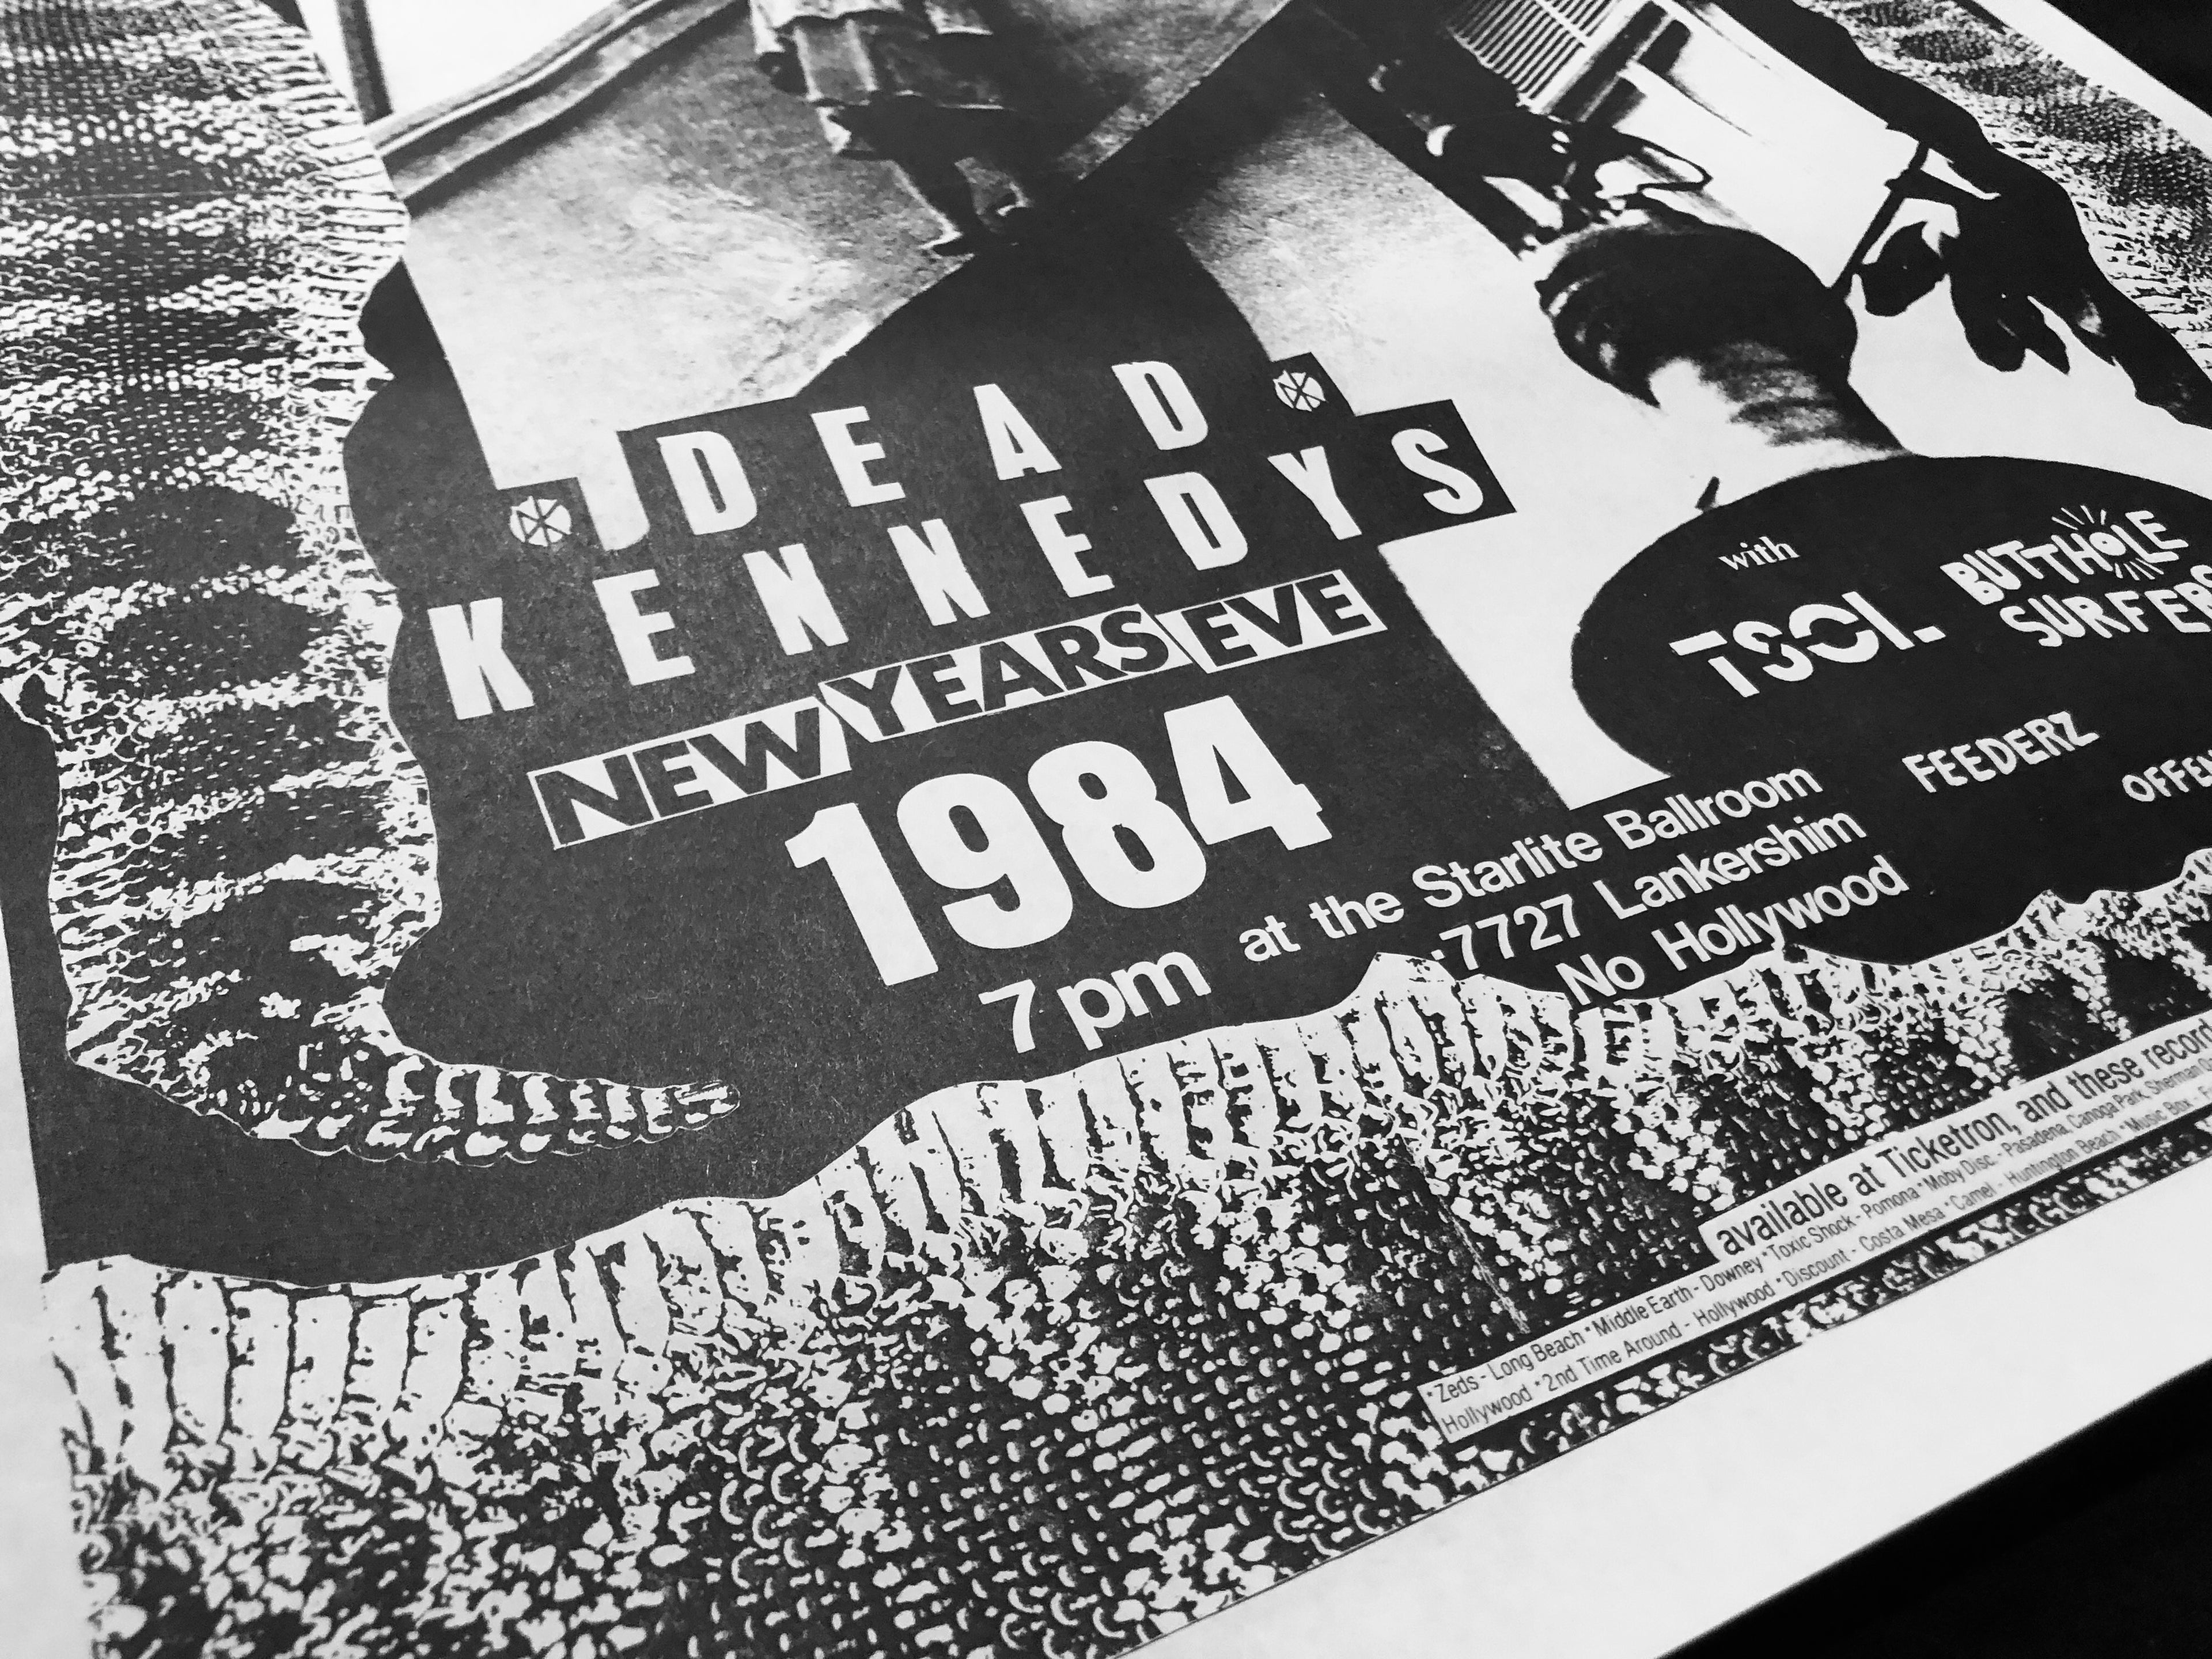 DEAD
KENNEDYS
NEW YEARS EVE
1984
7 pm
at the Starlite Ballroom
7727 Lankershim
No Hollywood
with
TSOL
BUTTHOLE
SURFERS
FEEDERZ
available at Ticketron, and these
*Zeds - Long Beach *Middle Earth - Downey *Toxic Shock - Pomona *Moby Disc. - Pasadena, Canoga Park, Sherman
Hollywood *2nd Time Around - Hollywood *Discount - Costa Mesa *Camel - Huntington Beach *Music Box -